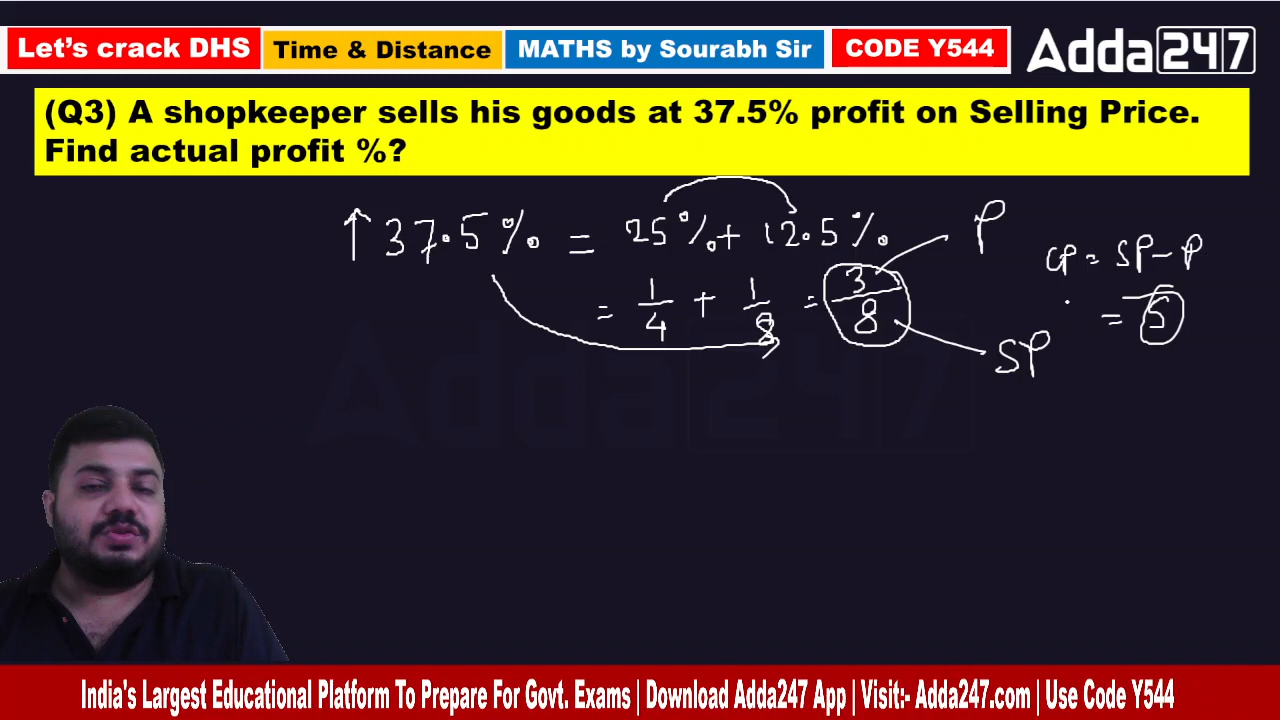 Let's crack DHS Time & Distance MATHS by Sourabh Sir CODE Y544 Adda247
(Q3) A shopkeeper sells his goods at 37.5% profit on Selling Price.
Find actual profit %?
↑ 37.5% = 25% + 12.5% P
CP = SP - P
= 1/4 + 1/8 = 3/8
= 5
SP
Adda247
India's Largest Educational Platform To Prepare For Govt. Exams | Download Adda247 App | Visit:- Adda247.com | Use Code Y544